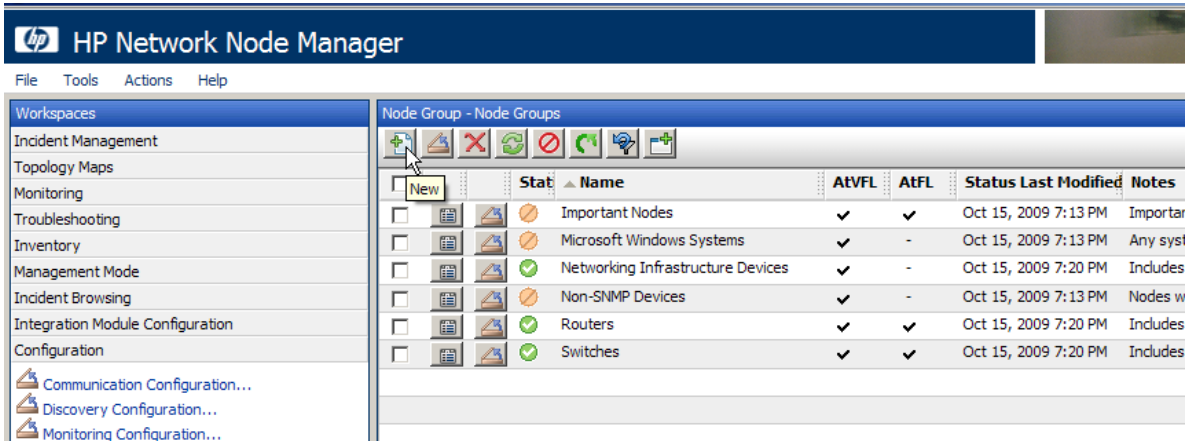 hp HP Network Node Manager
File Tools Actions Help
Workspaces
Incident Management
Topology Maps
Monitoring
Troubleshooting
Inventory
Management Mode
Incident Browsing
Integration Module Configuration
Configuration
Communication Configuration...
Discovery Configuration...
Monitoring Configuration...
Node Group - Node Groups
New
Stat Name AtVFL AtFL Status Last Modified Notes
Important Nodes Oct 15, 2009 7:13 PM Importan
Microsoft Windows Systems - Oct 15, 2009 7:13 PM Any syst
Networking Infrastructure Devices - Oct 15, 2009 7:20 PM Includes
Non-SNMP Devices - Oct 15, 2009 7:13 PM Nodes w
Routers Oct 15, 2009 7:20 PM Includes
Switches Oct 15, 2009 7:20 PM Includes